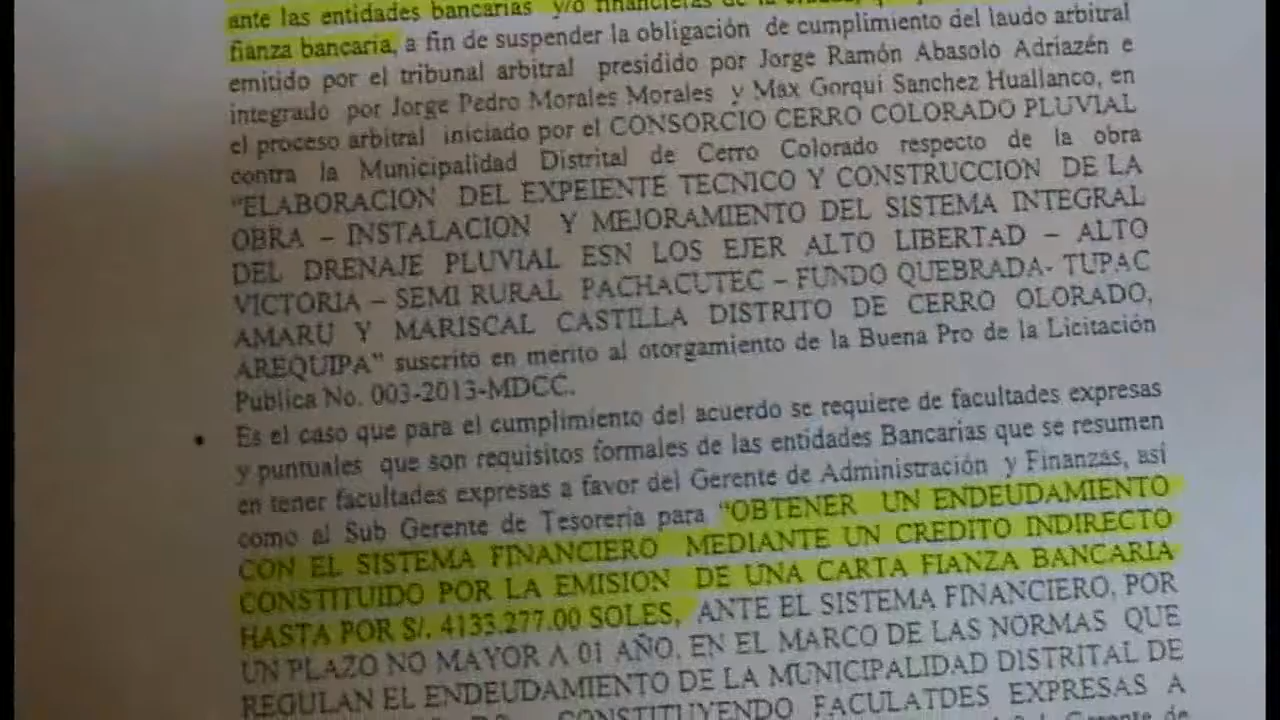 ante las entidades bancarias y/o financieras de la
fianza bancaria, a fin de suspender la obligación de cumplimiento del laudo arbitral
emitido por el tribunal arbitral presidido por Jorge Ramón Abasolo Adriazén e
integrado por Jorge Pedro Morales Morales y Max Gorqui Sanchez Huallanco, en
el proceso arbitral iniciado por el CONSORCIO CERRO COLORADO PLUVIAL
contra la Municipalidad Distrital de Cerro Colorado respecto de la obra
"ELABORACION DEL EXPEIENTE TECNICO Y CONSTRUCCION DE LA
OBRA – INSTALACION Y MEJORAMIENTO DEL SISTEMA INTEGRAL
DEL DRENAJE PLUVIAL ESN LOS EJER ALTO LIBERTAD – ALTO
VICTORIA – SEMI RURAL PACHACUTEC – FUNDO QUEBRADA- TUPAC
AMARU Y MARISCAL CASTILLA DISTRITO DE CERRO OLORADO,
AREQUIPA" suscrito en merito al otorgamiento de la Buena Pro de la Licitación
Publica No. 003-2013-MDCC.
• Es el caso que para el cumplimiento del acuerdo se requiere de facultades expresas
y puntuales que son requisitos formales de las entidades Bancarias que se resumen
en tener facultades expresas a favor del Gerente de Administración y Finanzas, así
como al Sub Gerente de Tesorería para "OBTENER UN ENDEUDAMIENTO
CON EL SISTEMA FINANCIERO MEDIANTE UN CREDITO INDIRECTO
CONSTITUIDO POR LA EMISION DE UNA CARTA FIANZA BANCARIA
HASTA POR S/. 4133.277.00 SOLES, ANTE EL SISTEMA FINANCIERO, POR
UN PLAZO NO MAYOR A 01 AÑO, EN EL MARCO DE LAS NORMAS QUE
REGULAN EL ENDEUDAMIENTO DE LA MUNICIPALIDAD DISTRITAL DE
CONSTITUYENDO FACULATDES EXPRESAS A
Gerente de